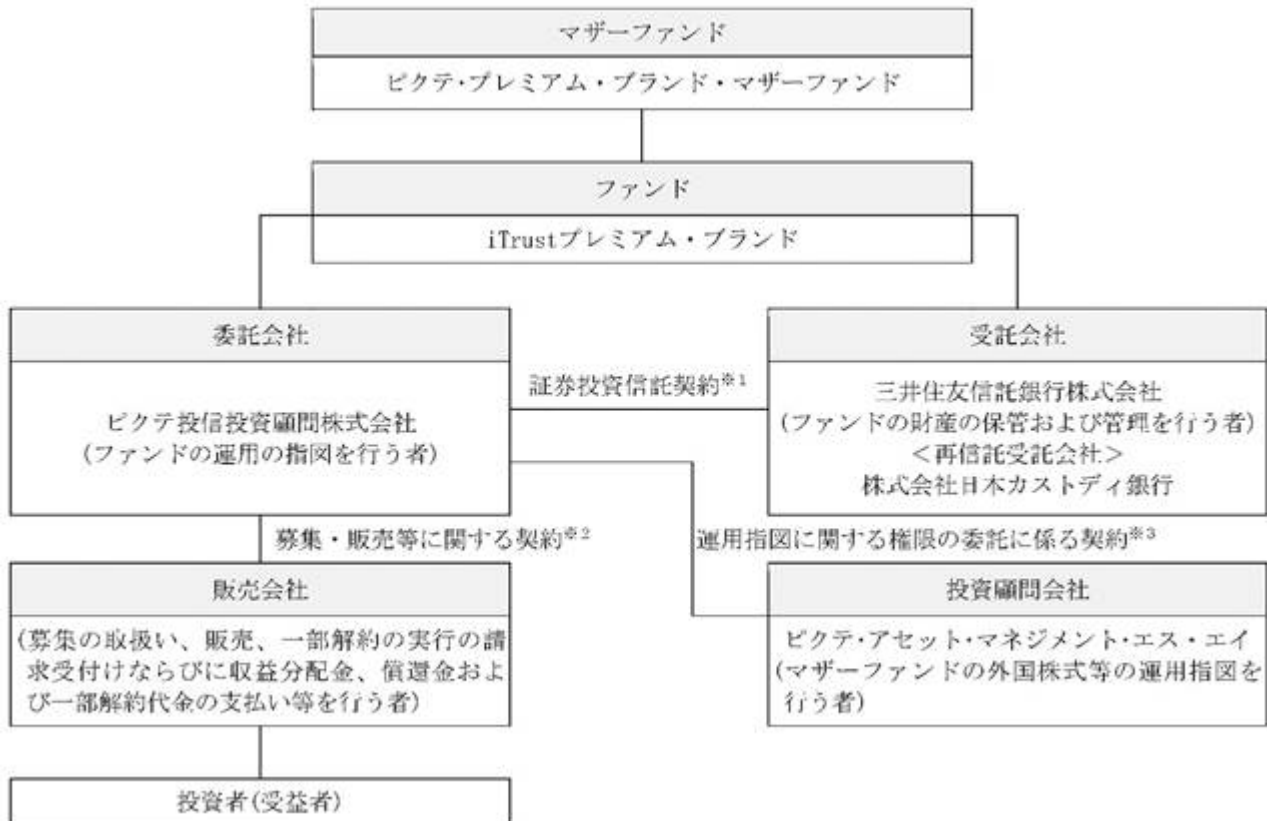 マザーファンド
ピクテ・プレミアム・ブランド・マザーファンド
ファンド
iTrustプレミアム・ブランド
委託会社
ピクテ投信投資顧問株式会社
(ファンドの運用の指図を行う者)
証券投資信託契約※1
受託会社
三井住友信託銀行株式会社
(ファンドの財産の保管および管理を行う者)
<再信託受託会社>
株式会社日本カストディ銀行
募集・販売等に関する契約※2
運用指図に関する権限の委託に係る契約※3
販売会社
(募集の取扱い、販売、一部解約の実行の請
求受付けならびに収益分配金、償還金およ
び一部解約代金の支払い等を行う者)
投資顧問会社
ピクテ・アセット・マネジメント・エス・エイ
(マザーファンドの外国株式等の運用指図を
行う者)
投資者(受益者)